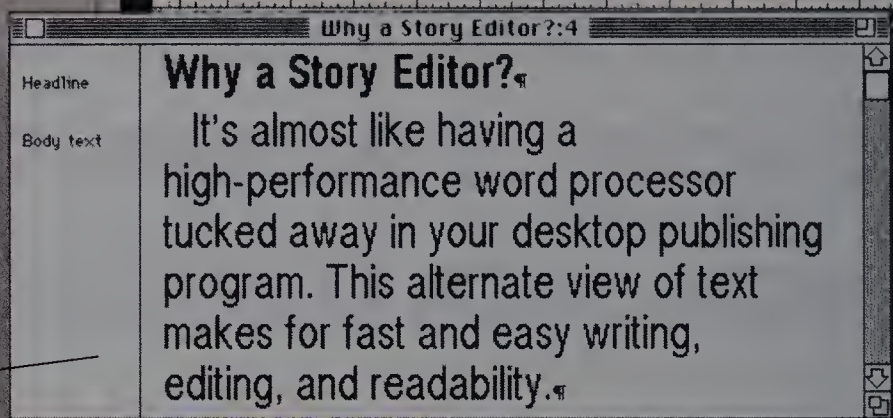 Why a Story Editor?:4
Headline
Why a Story Editor?¶
Body text
It's almost like having a
high-performance word processor
tucked away in your desktop publishing
program. This alternate view of text
makes for fast and easy writing,
editing, and readability.¶